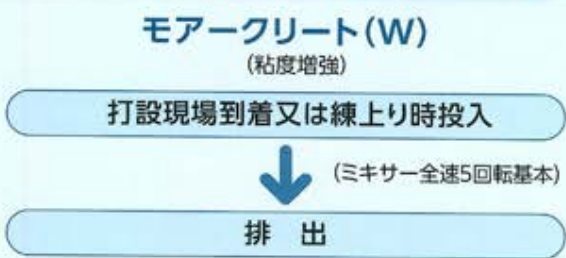 モアークリート(W)
(粘度増強)
打設現場到着又は練上り時投入
(ミキサー全速5回転基本)
排 出